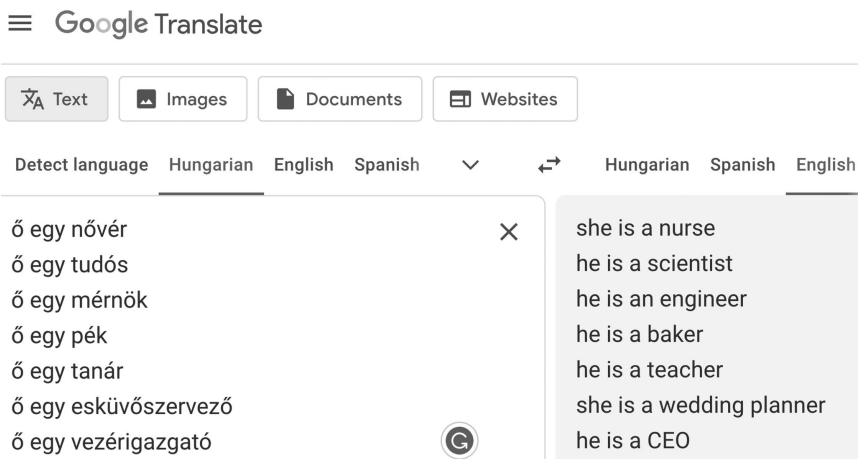 Google Translate
Text Images Documents Websites
Detect language Hungarian English Spanish Hungarian Spanish English
ő egy nővér
ő egy tudós
ő egy mérnök
ő egy pék
ő egy tanár
ő egy esküvőszervező
ő egy vezérigazgató
she is a nurse
he is a scientist
he is an engineer
he is a baker
he is a teacher
she is a wedding planner
he is a CEO